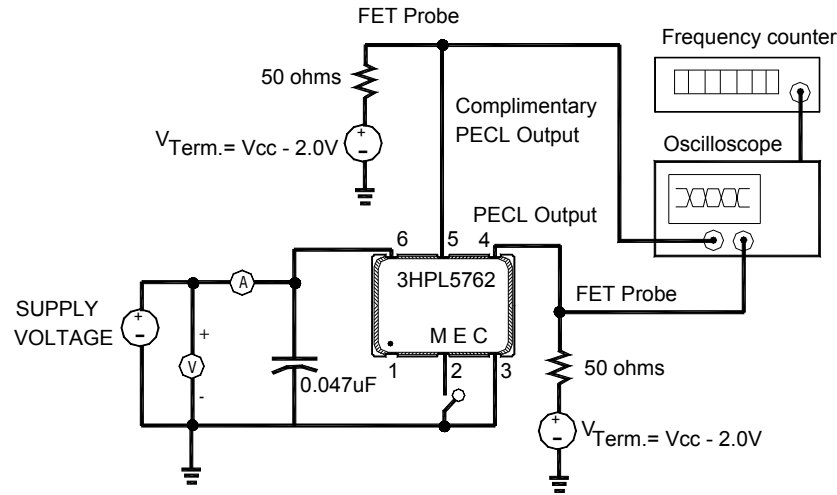 FET Probe
Frequency counter
50 ohms
Complimentary
PECL Output
Oscilloscope
VTerm.= Vcc - 2.0V
+
-
PECL Output
6
5
4
3HPL5762
A
FET Probe
SUPPLY
VOLTAGE
+
-
+
V
-
M E C
1
2
3
0.047uF
50 ohms
+
-
VTerm.= Vcc - 2.0V